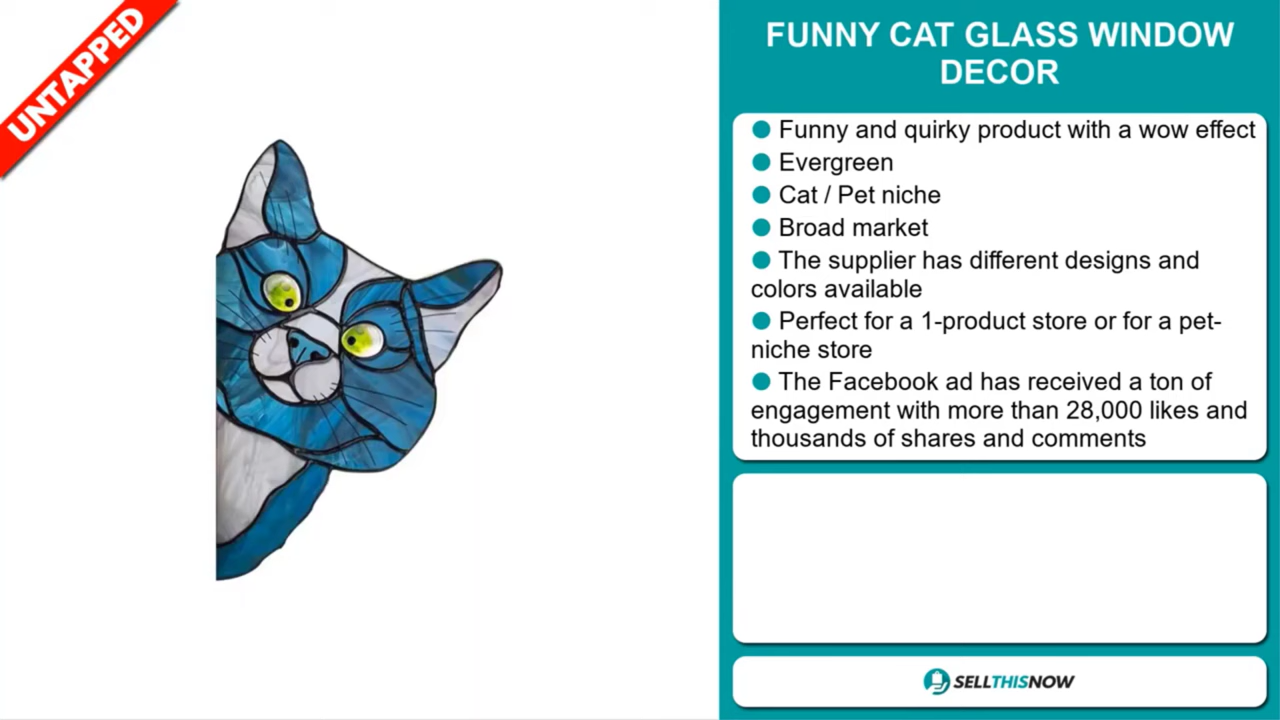 UNTAPPED
FUNNY CAT GLASS WINDOW
DECOR
● Funny and quirky product with a wow effect
● Evergreen
● Cat / Pet niche
● Broad market
● The supplier has different designs and
colors available
● Perfect for a 1-product store or for a pet-
niche store
● The Facebook ad has received a ton of
engagement with more than 28,000 likes and
thousands of shares and comments
SELLTHISNOW